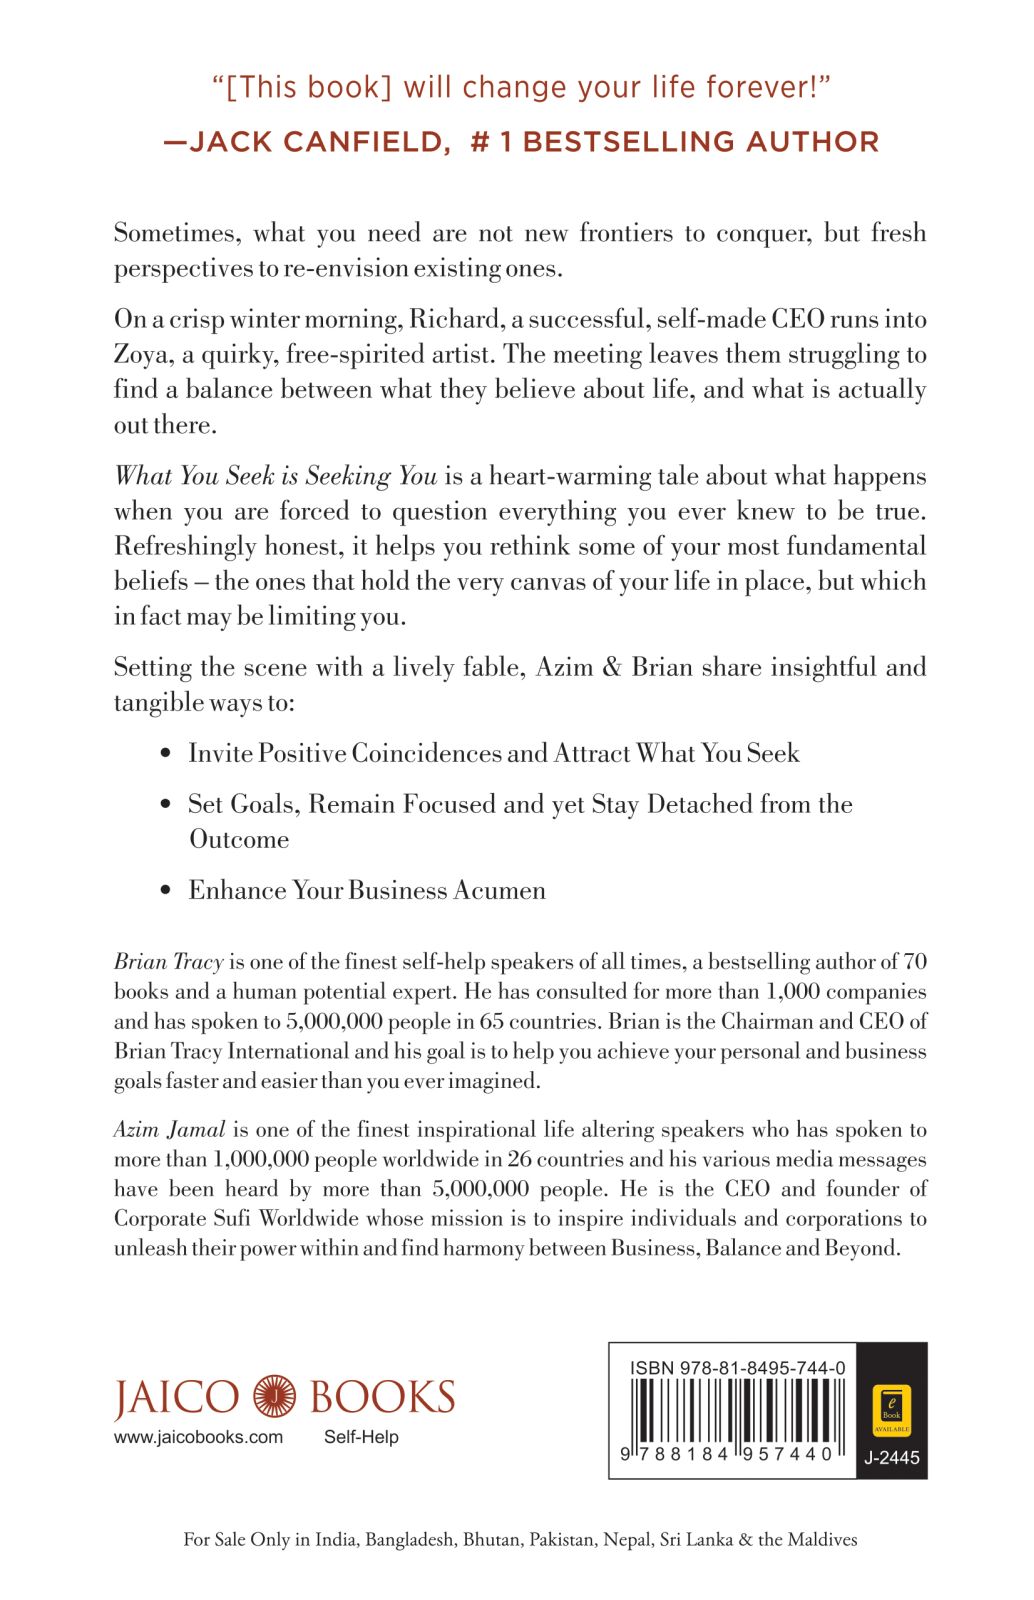 “[This book] will change your life forever!”
—JACK CANFIELD, # 1 BESTSELLING AUTHOR
Sometimes, what you need are not new frontiers to conquer, but fresh
perspectives to re-envision existing ones.
On a crisp winter morning, Richard, a successful, self-made CEO runs into
Zoya, a quirky, free-spirited artist. The meeting leaves them struggling to
find a balance between what they believe about life, and what is actually
out there.
What You Seek is Seeking You is a heart-warming tale about what happens
when you are forced to question everything you ever knew to be true.
Refreshingly honest, it helps you rethink some of your most fundamental
beliefs – the ones that hold the very canvas of your life in place, but which
in fact may be limiting you.
Setting the scene with a lively fable, Azim & Brian share insightful and
tangible ways to:
• Invite Positive Coincidences and Attract What You Seek
• Set Goals, Remain Focused and yet Stay Detached from the
Outcome
• Enhance Your Business Acumen
Brian Tracy is one of the finest self-help speakers of all times, a bestselling author of 70
books and a human potential expert. He has consulted for more than 1,000 companies
and has spoken to 5,000,000 people in 65 countries. Brian is the Chairman and CEO of
Brian Tracy International and his goal is to help you achieve your personal and business
goals faster and easier than you ever imagined.
Azim Jamal is one of the finest inspirational life altering speakers who has spoken to
more than 1,000,000 people worldwide in 26 countries and his various media messages
have been heard by more than 5,000,000 people. He is the CEO and founder of
Corporate Sufi Worldwide whose mission is to inspire individuals and corporations to
unleash their power within and find harmony between Business, Balance and Beyond.
JAICO J BOOKS
www.jaicobooks.com Self-Help
ISBN 978-81-8495-744-0
9 788184 957440
e
Book
AVAILABLE
J-2445
For Sale Only in India, Bangladesh, Bhutan, Pakistan, Nepal, Sri Lanka & the Maldives